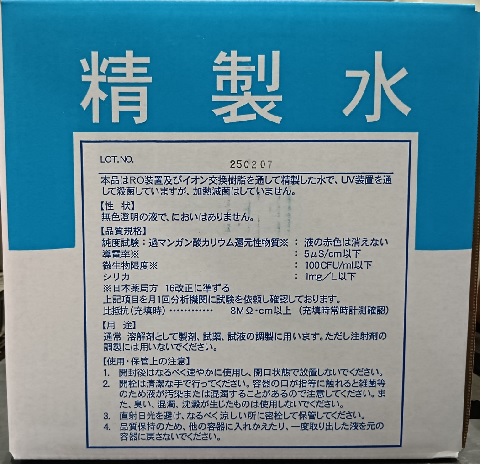 精製水
LCT.NO. 250207
本品はRO装置及びイオン交換樹脂を通して精製した水で、UV装置を通
して殺菌していますが、加熱滅菌はしていません。
【性 状】
無色透明の液で、においはありません。
【品質規格】
純度試験:過マンガン酸カリウム還元性物質※ : 液の赤色は消えない
導電率※ : 5μS/cm以下
微生物限度※ : 100CFU/ml以下
シリカ : 1mg/L以下
※日本薬局方 16改正に準ずる
上記項目を月1回分析機関に試験を依頼し確認しております。
比抵抗(充填時)………… 8MΩ-cm以上 (充填時常時計測確認)
【用 途】
通常 溶解剤として製剤、試薬、試液の調製に用います。ただし注射剤の
調製には用いないでください。
【使用・保管上の注意】
1. 開封後はなるべく速やかに使用し、開口状態で放置しないでください。
2. 開栓は清潔な手で行ってください。容器の口が指等に触れると雑菌等
のため液が汚染または混濁することがあるので注意してください。ま
た、臭い、混濁、沈澱が生じたものは使用しないでください。
3. 直射日光を避け、なるべく涼しい所に密栓して保管してください。
4. 品質保持のため、他の容器に入れかえたり、一度取り出した液を元の
容器に戻さないでください。